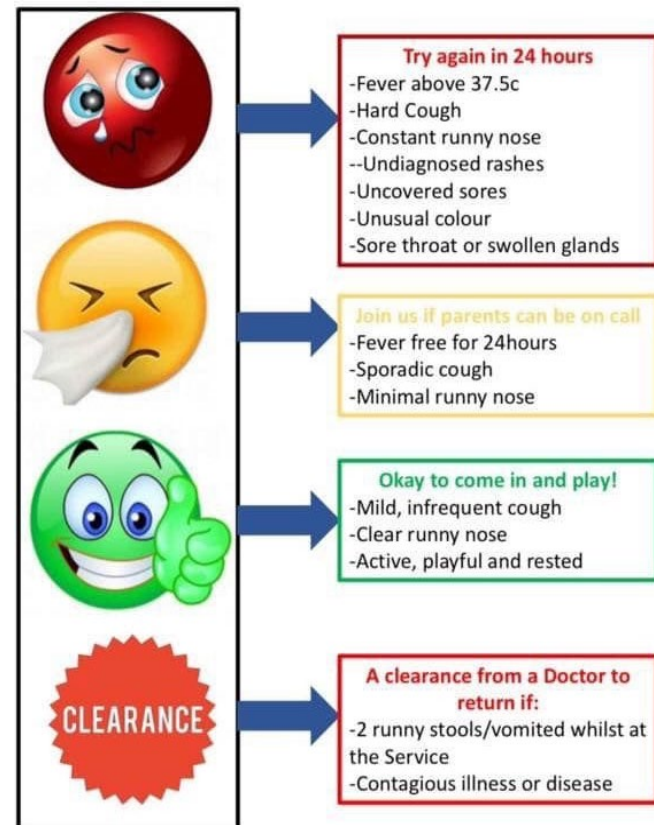 Try again in 24 hours
-Fever above 37.5c
-Hard Cough
-Constant runny nose
--Undiagnosed rashes
-Uncovered sores
-Unusual colour
-Sore throat or swollen glands
Join us if parents can be on call
-Fever free for 24hours
-Sporadic cough
-Minimal runny nose
Okay to come in and play!
-Mild, infrequent cough
-Clear runny nose
-Active, playful and rested
CLEARANCE
A clearance from a Doctor to
return if:
-2 runny stools/vomited whilst at
the Service
-Contagious illness or disease